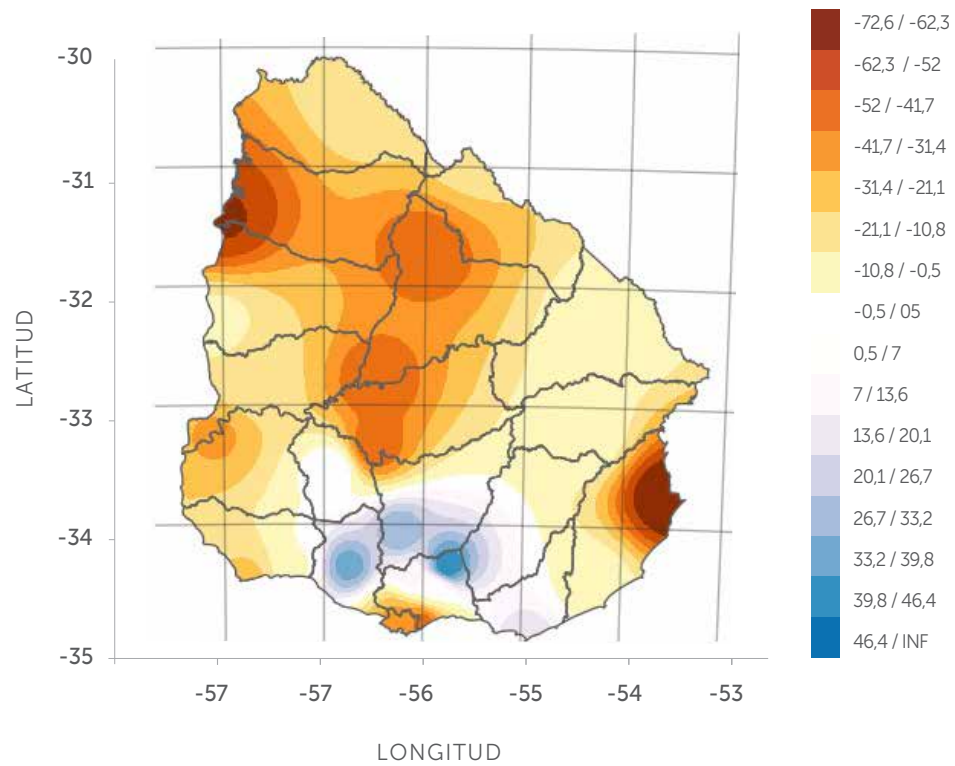 -30
-31
-32
-33
-34
-35
LATITUD
-57
-57
-56
-55
-54
-53
LONGITUD
-72,6 / -62,3
-62,3 / -52
-52 / -41,7
-41,7 / -31,4
-31,4 / -21,1
-21,1 / -10,8
-10,8 / -0,5
-0,5 / 05
0,5 / 7
7 / 13,6
13,6 / 20,1
20,1 / 26,7
26,7 / 33,2
33,2 / 39,8
39,8 / 46,4
46,4 / INF